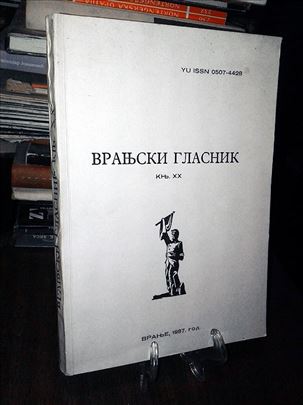 YU ISSN 0507-4428
ВРАЊСКИ ГЛАСНИК
КЊ. XX
ВРАЊЕ, 1987. год.